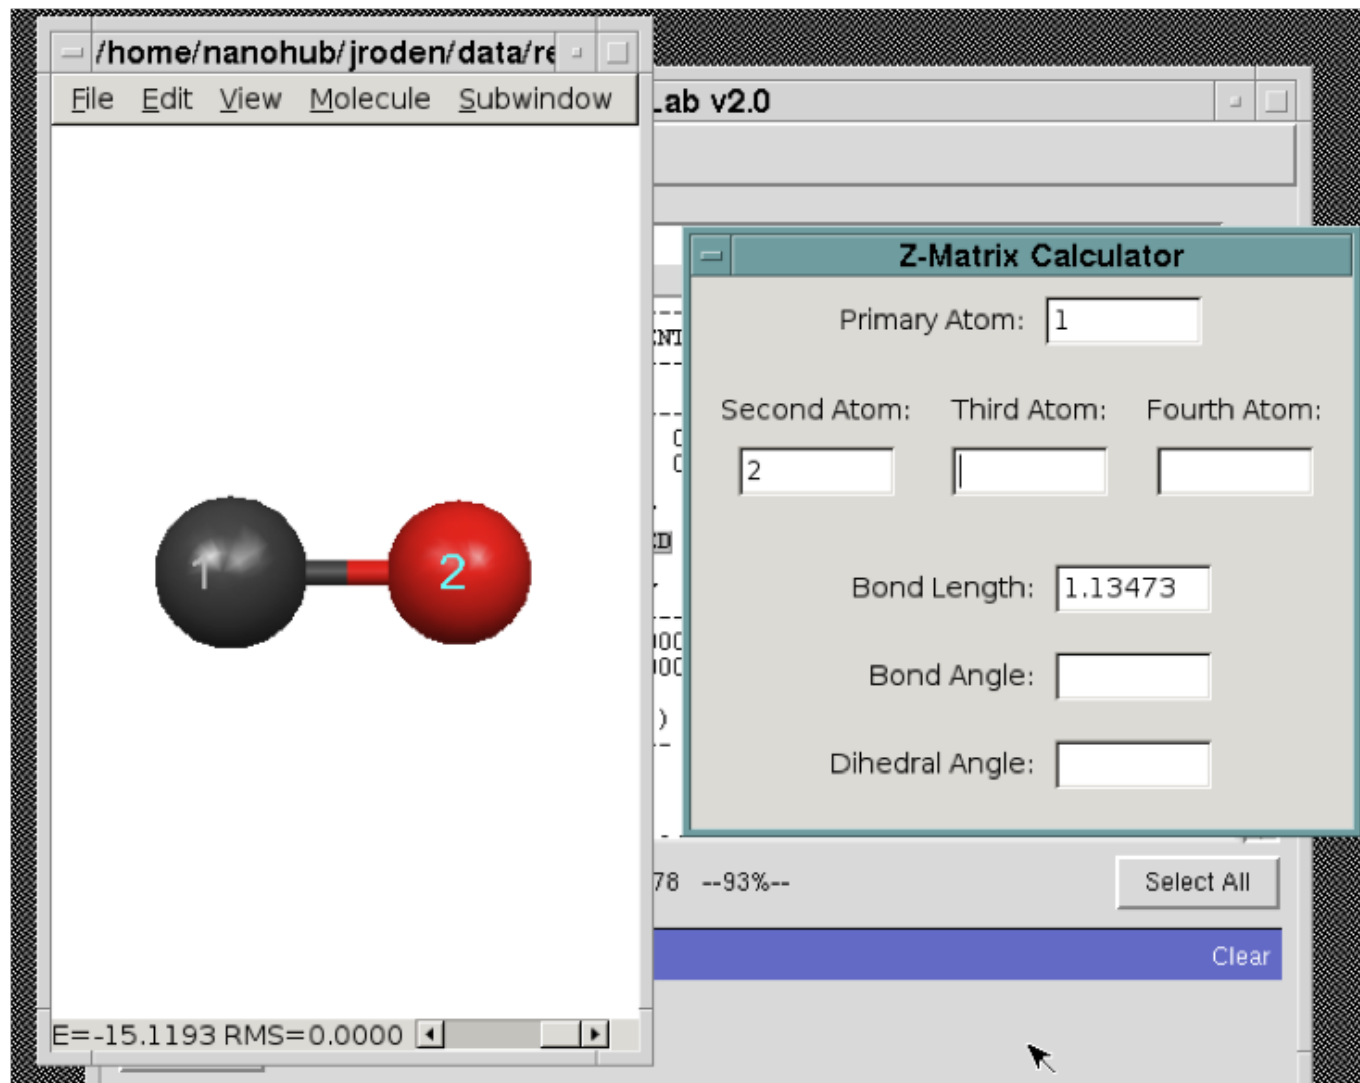 /home/nanohub/jroden/data/re
File Edit View Molecule Subwindow
Lab v2.0
Z-Matrix Calculator
Primary Atom: 1
Second Atom: Third Atom: Fourth Atom:
2
1 2
Bond Length: 1.13473
Bond Angle:
Dihedral Angle:
78 --93%--
Select All
Clear
E=-15.1193 RMS=0.0000